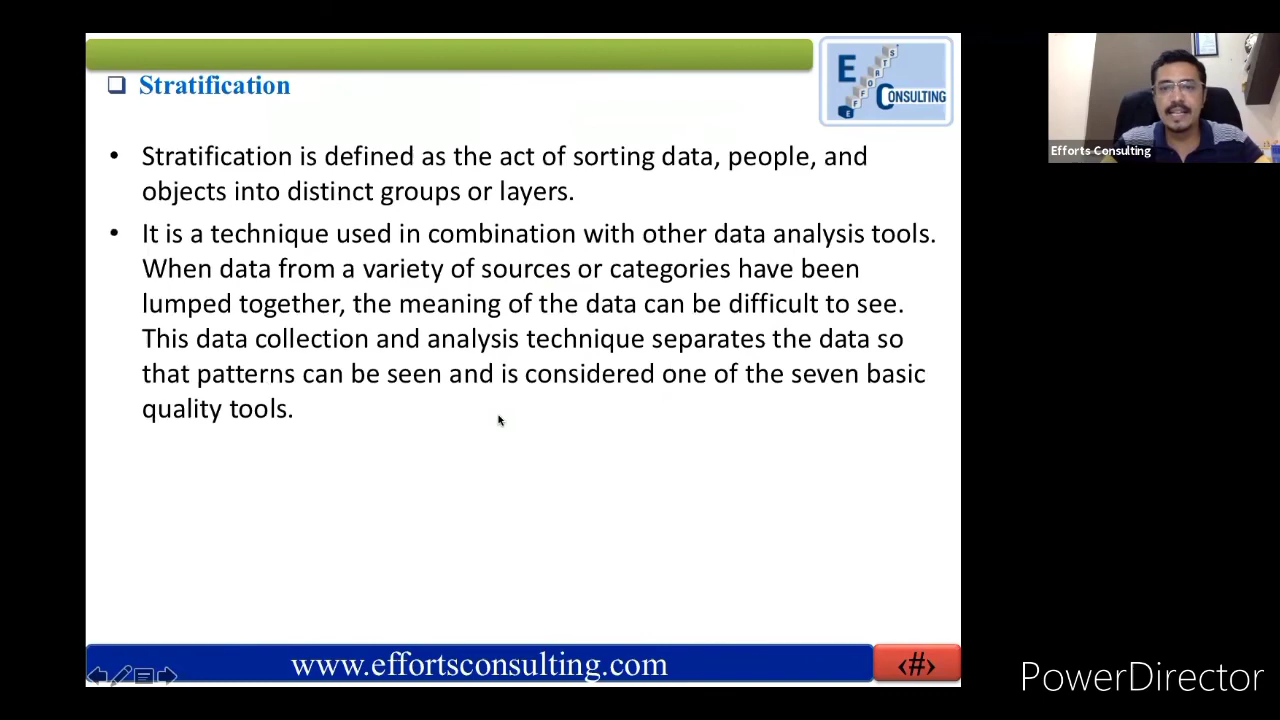 Stratification
E
EFFORTS
CONSULTING
Efforts Consulting
• Stratification is defined as the act of sorting data, people, and
objects into distinct groups or layers.
• It is a technique used in combination with other data analysis tools.
When data from a variety of sources or categories have been
lumped together, the meaning of the data can be difficult to see.
This data collection and analysis technique separates the data so
that patterns can be seen and is considered one of the seven basic
quality tools.
www.effortsconsulting.com
‹#›
PowerDirector